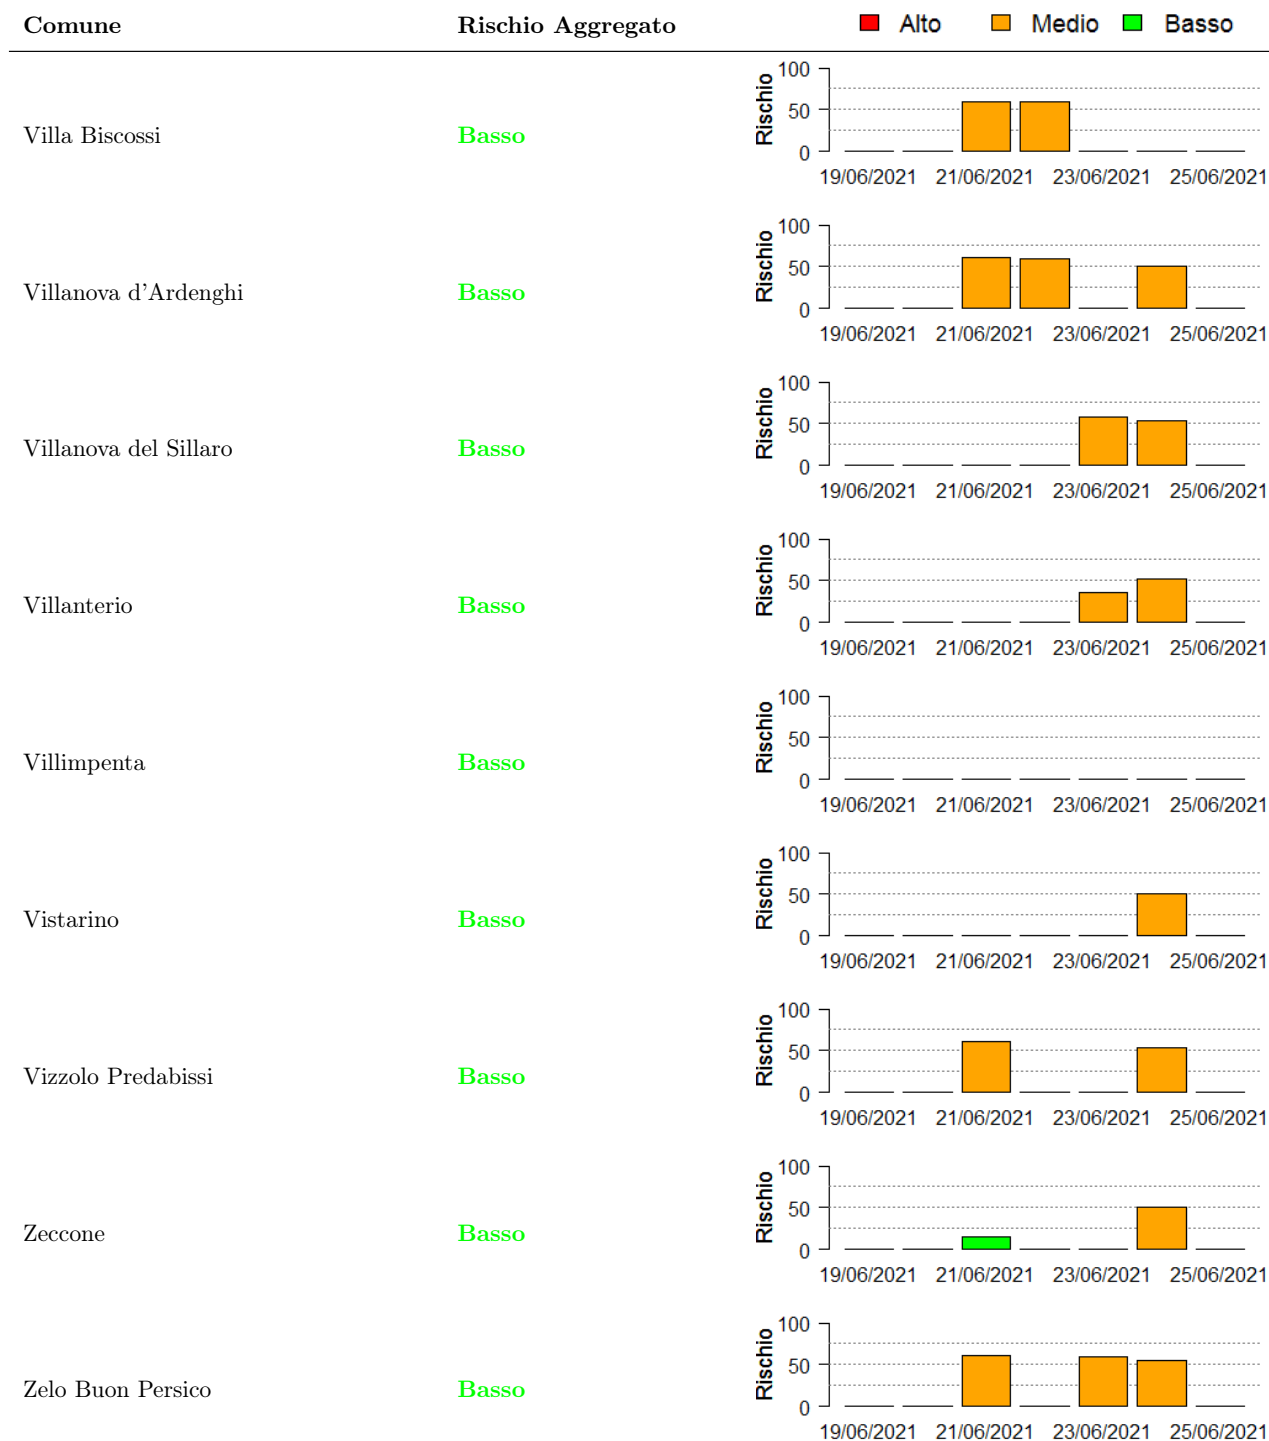 Comune Rischio Aggregato Alto Medio Basso
100
50
0
Rischio
Villa Biscossi Basso
19/06/2021 21/06/2021 23/06/2021 25/06/2021
100
50
0
Rischio
Villanova d'Ardenghi Basso
19/06/2021 21/06/2021 23/06/2021 25/06/2021
100
50
0
Rischio
Villanova del Sillaro Basso
19/06/2021 21/06/2021 23/06/2021 25/06/2021
100
50
0
Rischio
Villanterio Basso
19/06/2021 21/06/2021 23/06/2021 25/06/2021
100
50
0
Rischio
Villimpenta Basso
19/06/2021 21/06/2021 23/06/2021 25/06/2021
100
50
0
Rischio
Vistarino Basso
19/06/2021 21/06/2021 23/06/2021 25/06/2021
100
50
0
Rischio
Vizzolo Predabissi Basso
19/06/2021 21/06/2021 23/06/2021 25/06/2021
100
50
0
Rischio
Zeccone Basso
19/06/2021 21/06/2021 23/06/2021 25/06/2021
100
50
0
Rischio
Zelo Buon Persico Basso
19/06/2021 21/06/2021 23/06/2021 25/06/2021